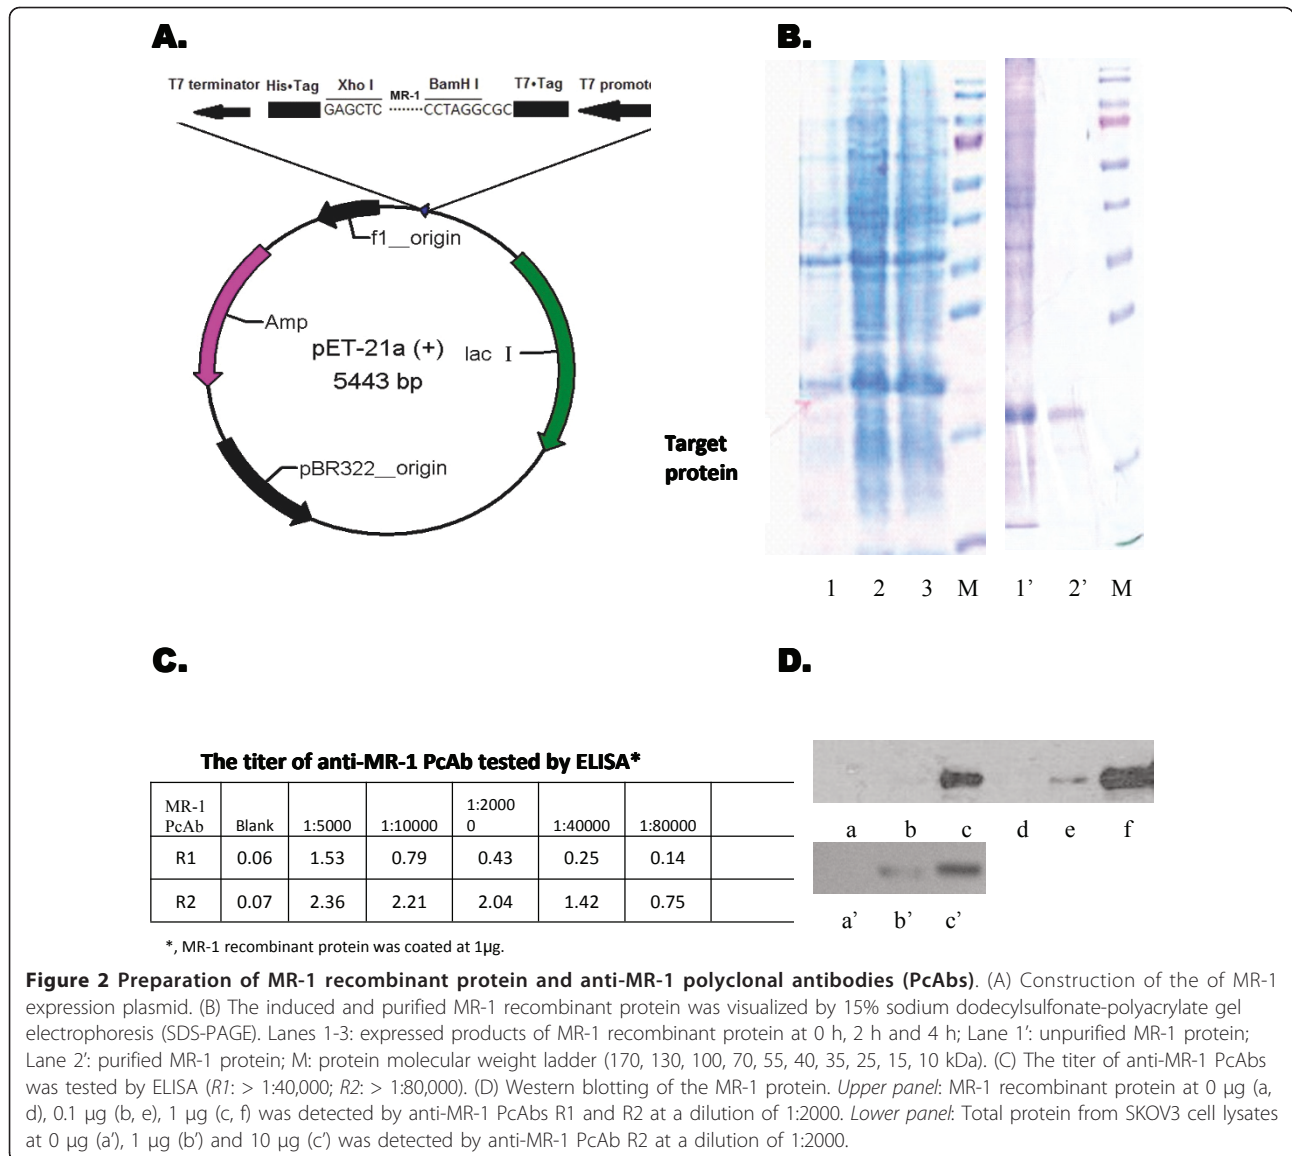 A.
T7 terminator His•Tag Xho I MR-1 BamH I T7•Tag T7 promote
GAGCTC ········ CCTAGGCGC
f1__origin
Amp
pET-21a (+)
5443 bp
lac I
pBR322__origin
B.
Target
protein
1 2 3 M 1’ 2’ M
C.
The titer of anti-MR-1 PcAb tested by ELISA*
MR-1 PcAb Blank 1:5000 1:10000 1:20000 1:40000 1:80000
R1 0.06 1.53 0.79 0.43 0.25 0.14
R2 0.07 2.36 2.21 2.04 1.42 0.75
*, MR-1 recombinant protein was coated at 1µg.
D.
a b c d e f
a’ b’ c’
Figure 2 Preparation of MR-1 recombinant protein and anti-MR-1 polyclonal antibodies (PcAbs). (A) Construction of the of MR-1
expression plasmid. (B) The induced and purified MR-1 recombinant protein was visualized by 15% sodium dodecylsulfonate-polyacrylate gel
electrophoresis (SDS-PAGE). Lanes 1-3: expressed products of MR-1 recombinant protein at 0 h, 2 h and 4 h; Lane 1’: unpurified MR-1 protein;
Lane 2’: purified MR-1 protein; M: protein molecular weight ladder (170, 130, 100, 70, 55, 40, 35, 25, 15, 10 kDa). (C) The titer of anti-MR-1 PcAbs
was tested by ELISA (R1: > 1:40,000; R2: > 1:80,000). (D) Western blotting of the MR-1 protein. Upper panel: MR-1 recombinant protein at 0 μg (a,
d), 0.1 μg (b, e), 1 μg (c, f) was detected by anti-MR-1 PcAbs R1 and R2 at a dilution of 1:2000. Lower panel: Total protein from SKOV3 cell lysates
at 0 μg (a’), 1 μg (b’) and 10 μg (c’) was detected by anti-MR-1 PcAb R2 at a dilution of 1:2000.